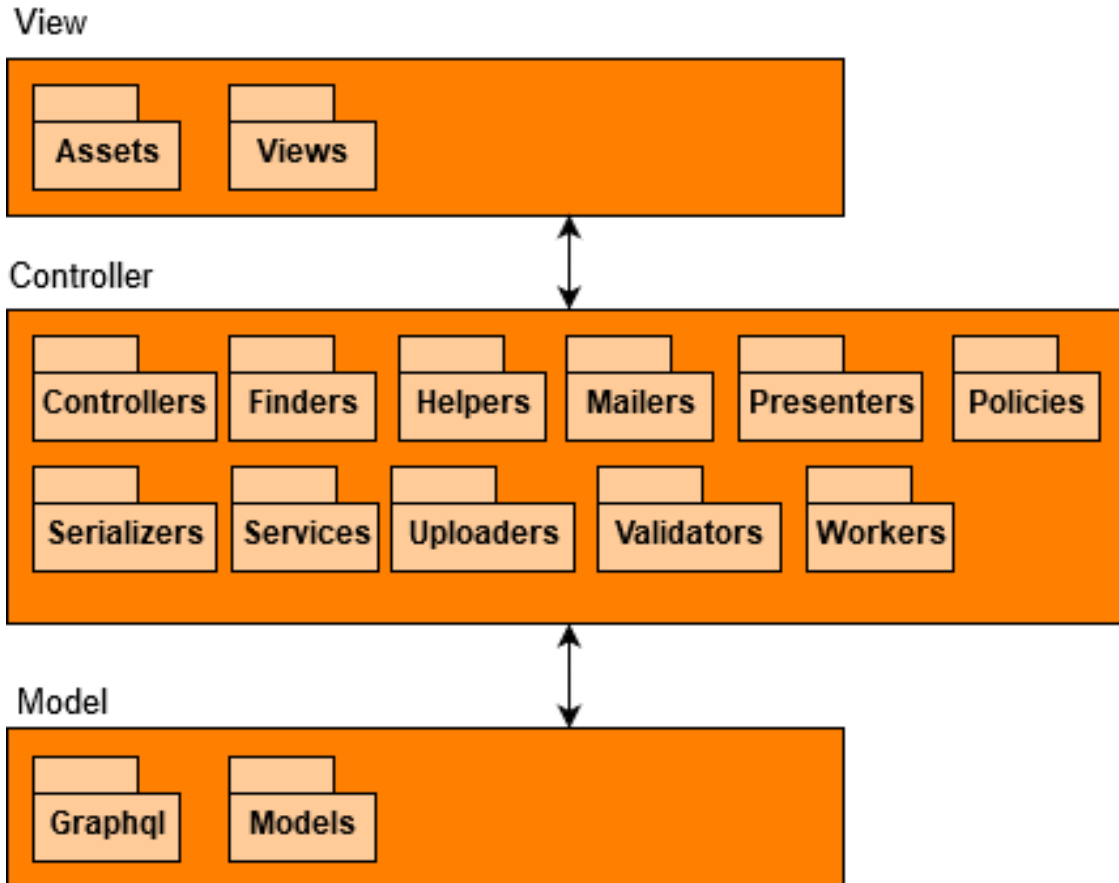 View
Assets Views
Controller
Controllers Finders Helpers Mailers Presenters Policies
Serializers Services Uploaders Validators Workers
Model
Graphql Models